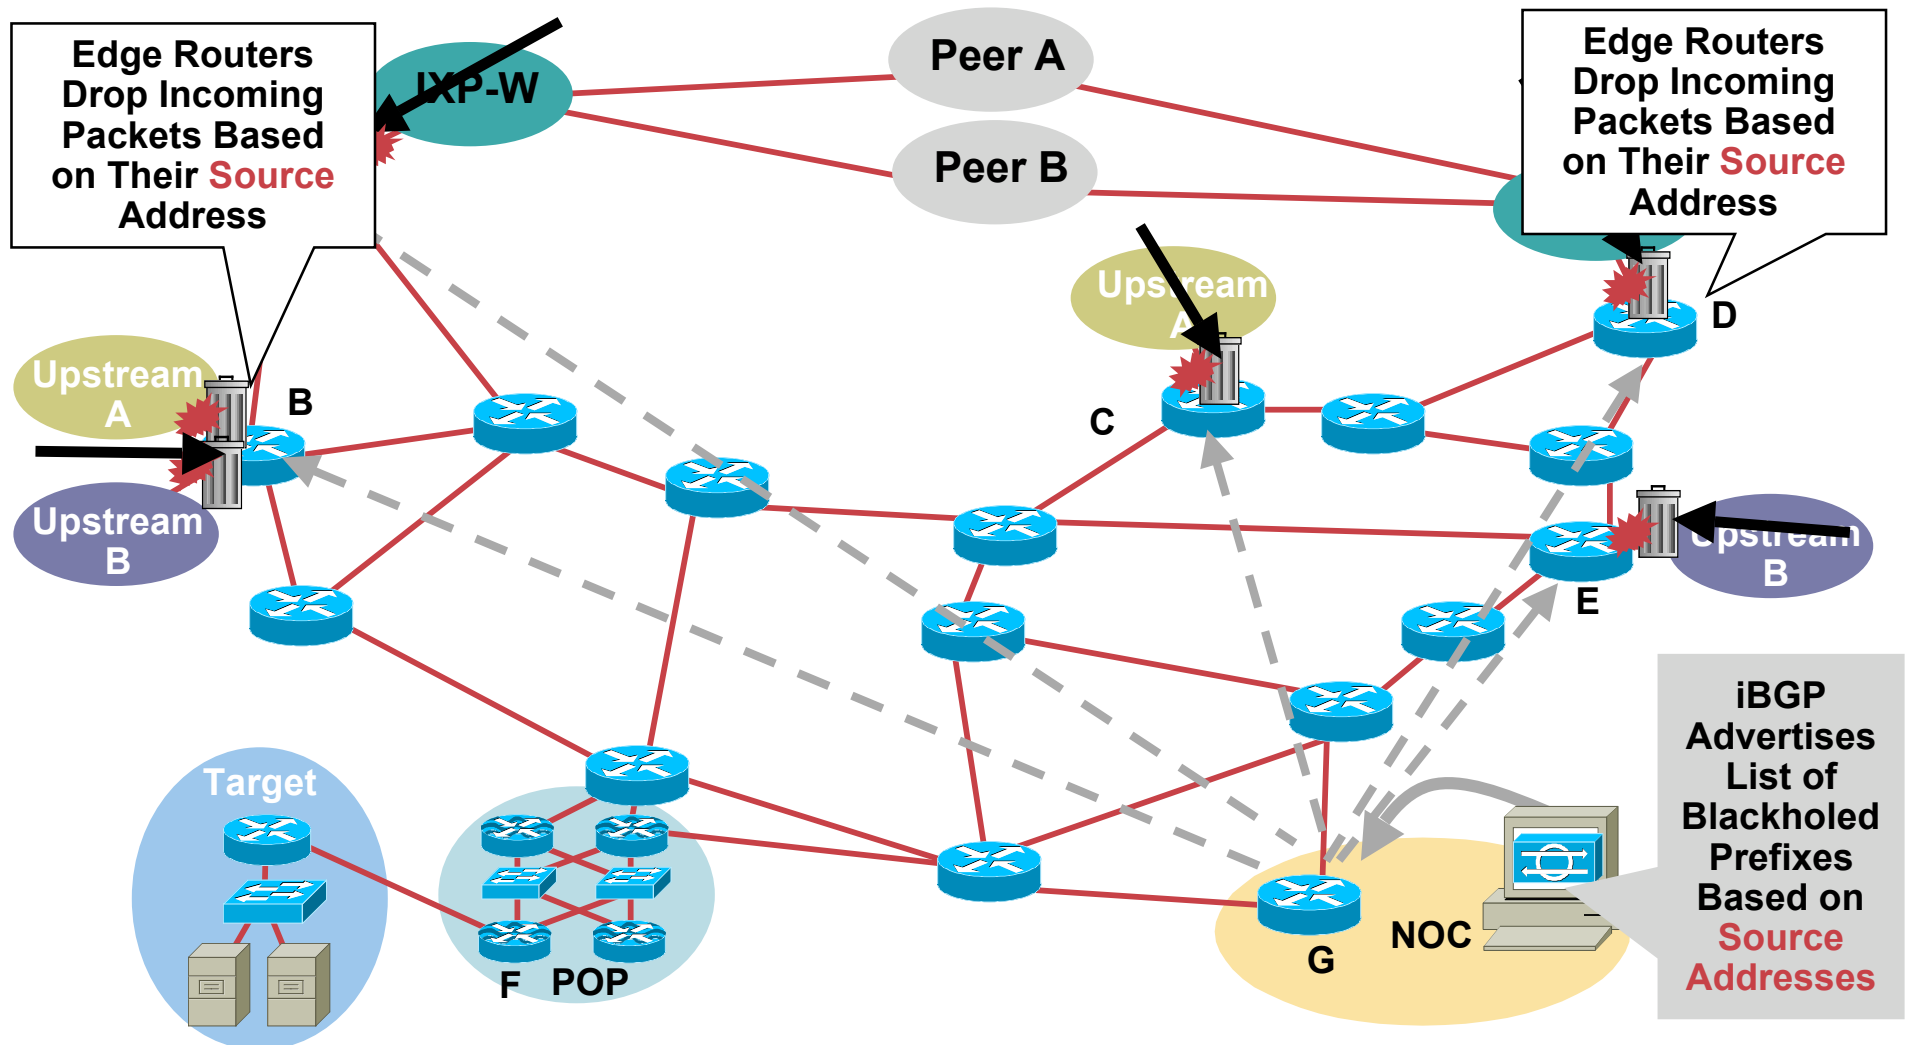 Edge Routers
Drop Incoming
Packets Based
on Their Source
Address
IXP-W
Peer A
Peer B
Edge Routers
Drop Incoming
Packets Based
on Their Source
Address
Upstream
A
D
Upstream
A
B
C
Upstream
B
Upstream
B
E
iBGP
Advertises
List of
Blackholed
Prefixes
Based on
Source
Addresses
Target
F
POP
NOC
G